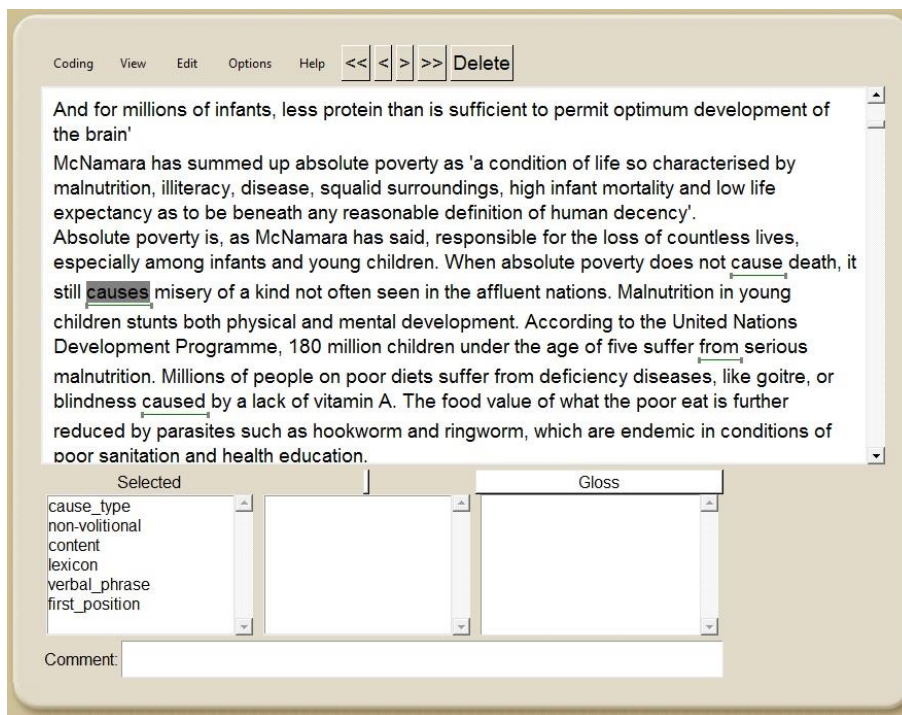 Coding View Edit Options Help << < > >> Delete
And for millions of infants, less protein than is sufficient to permit optimum development of
the brain'
McNamara has summed up absolute poverty as 'a condition of life so characterised by
malnutrition, illiteracy, disease, squalid surroundings, high infant mortality and low life
expectancy as to be beneath any reasonable definition of human decency'.
Absolute poverty is, as McNamara has said, responsible for the loss of countless lives,
especially among infants and young children. When absolute poverty does not cause death, it
still causes misery of a kind not often seen in the affluent nations. Malnutrition in young
children stunts both physical and mental development. According to the United Nations
Development Programme, 180 million children under the age of five suffer from serious
malnutrition. Millions of people on poor diets suffer from deficiency diseases, like goitre, or
blindness caused by a lack of vitamin A. The food value of what the poor eat is further
reduced by parasites such as hookworm and ringworm, which are endemic in conditions of
poor sanitation and health education.
Selected Gloss
cause_type
non-volitional
content
lexicon
verbal_phrase
first_position
Comment: